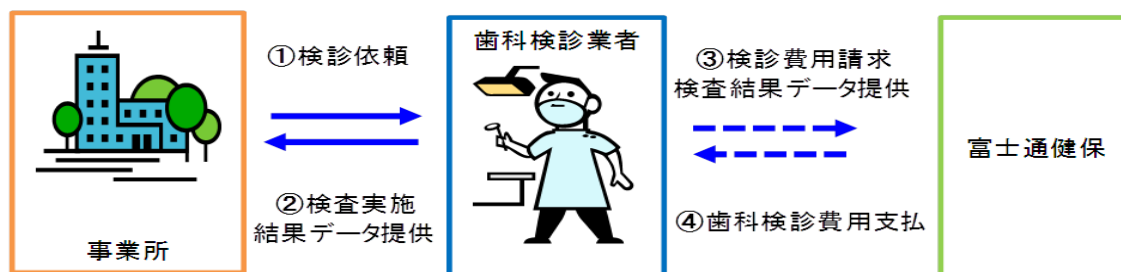 事業所
①検診依頼
②検査実施
結果データ提供
歯科検診業者
③検診費用請求
検査結果データ提供
④歯科検診費用支払
富士通健保